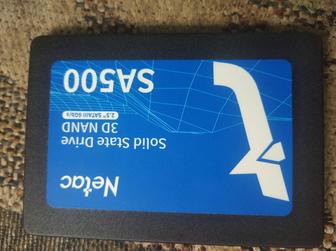 Netac
Solid State Drive
3D NAND
2.5" SATAIII 6Gb/s
SA500